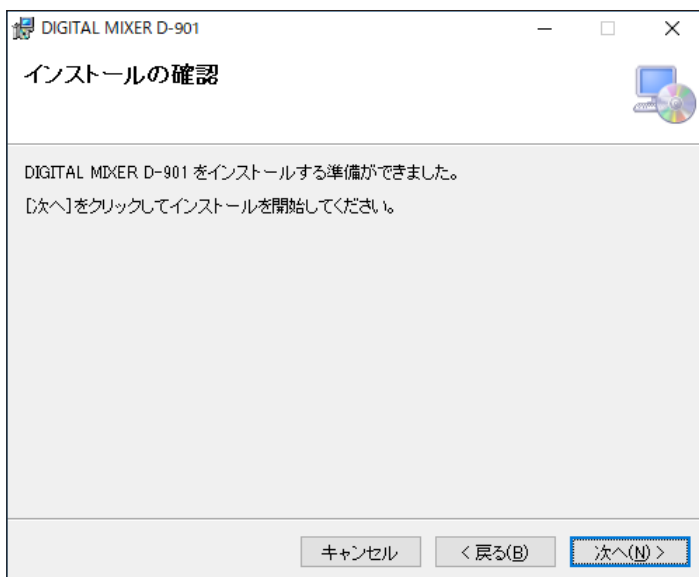 DIGITAL MIXER D-901
インストールの確認
DIGITAL MIXER D-901 をインストールする準備ができました。
[次へ]をクリックしてインストールを開始してください。
キャンセル
< 戻る(B)
次へ(N) >